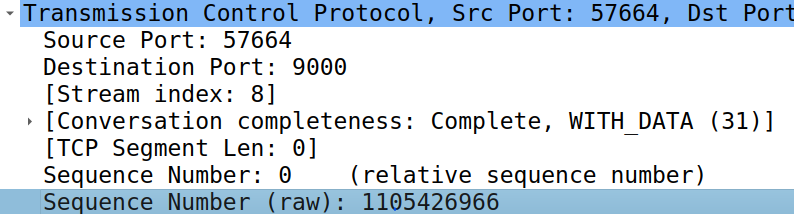 Transmission Control Protocol, Src Port: 57664, Dst Port
Source Port: 57664
Destination Port: 9000
[Stream index: 8]
[Conversation completeness: Complete, WITH_DATA (31)]
[TCP Segment Len: 0]
Sequence Number: 0    (relative sequence number)
Sequence Number (raw): 1105426966